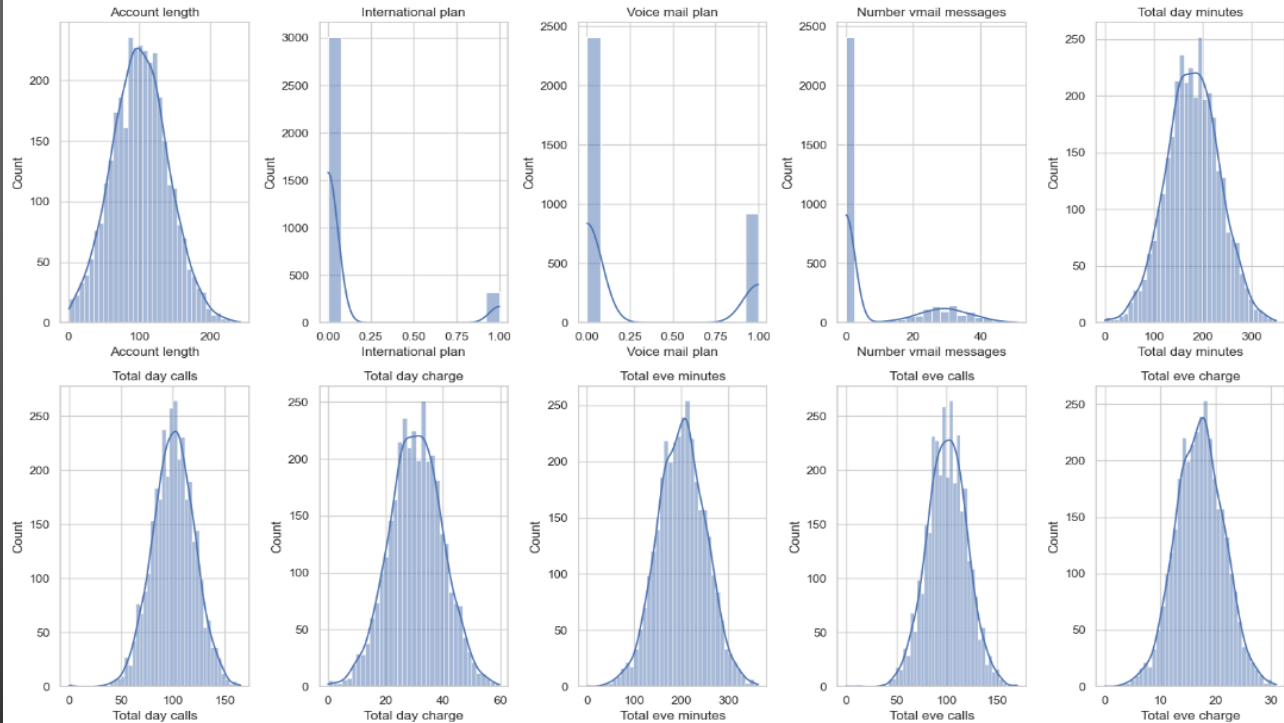 Account length
International plan
Voice mail plan
Number vmail messages
Total day minutes
Count
200
150
100
50
0
0 100 200
Account length
Count
3000
2500
2000
1500
1000
500
0
0.00 0.25 0.50 0.75 1.00
International plan
Count
2500
2000
1500
1000
500
0
0.00 0.25 0.50 0.75 1.00
Voice mail plan
Count
2500
2000
1500
1000
500
0
0 20 40
Number vmail messages
Count
250
200
150
100
50
0
0 100 200 300
Total day minutes
Total day calls
Total day charge
Total eve minutes
Total eve calls
Total eve charge
Count
250
200
150
100
50
0
0 50 100 150
Total day calls
Count
250
200
150
100
50
0
0 20 40 60
Total day charge
Count
250
200
150
100
50
0
0 100 200 300
Total eve minutes
Count
250
200
150
100
50
0
0 50 100 150
Total eve calls
Count
250
200
150
100
50
0
0 10 20 30
Total eve charge